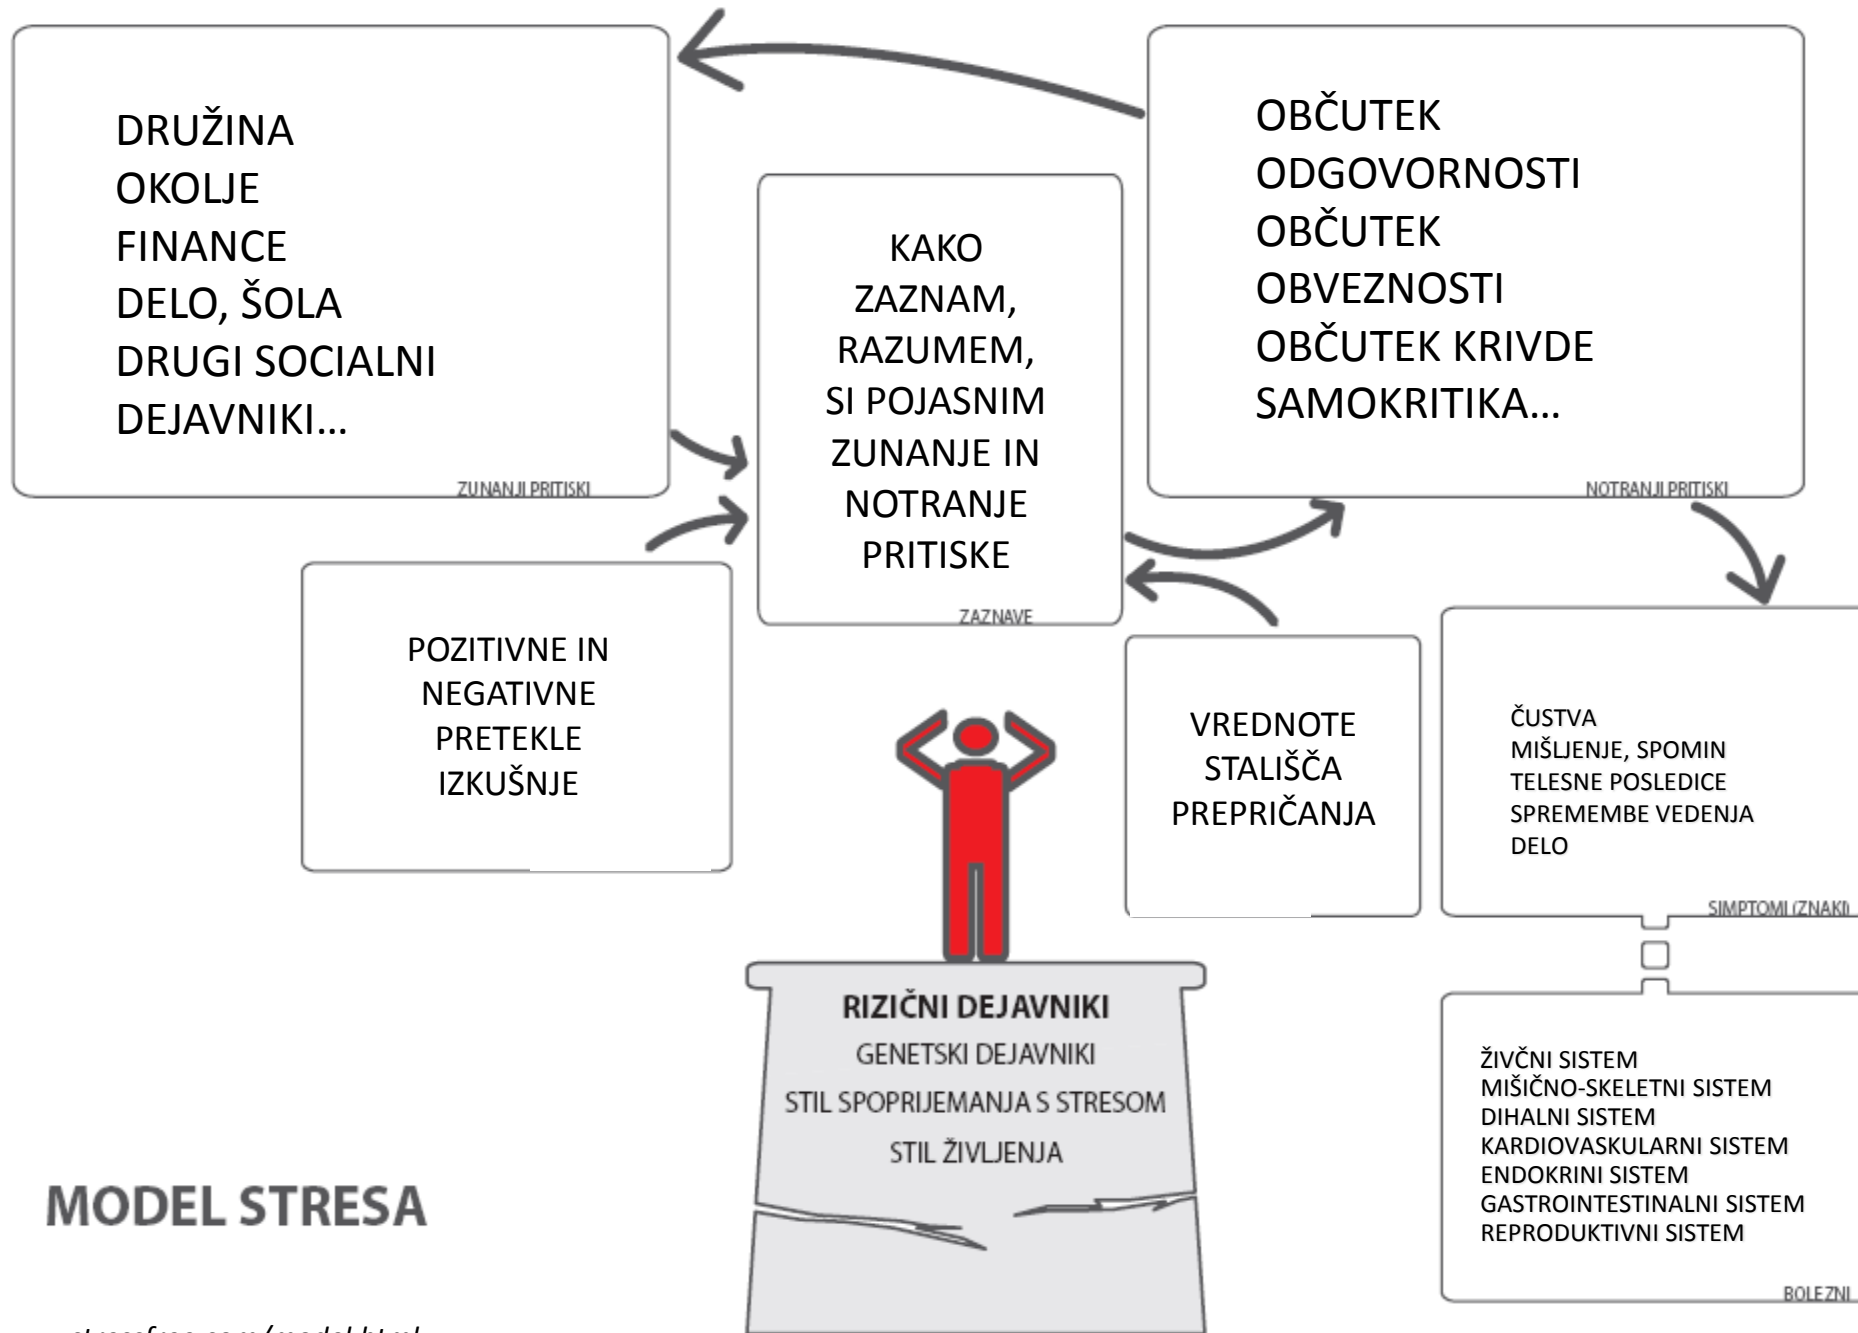 DRUŽINA
OKOLJE
FINANCE
DELO, ŠOLA
DRUGI SOCIALNI
DEJAVNIKI...
ZUNANJI PRITISKI
KAKO
ZAZNAM,
RAZUMEM,
SI POJASNIM
ZUNANJE IN
NOTRANJE
PRITISKE
ZAZNAVE
OBČUTEK
ODGOVORNOSTI
OBČUTEK
OBVEZNOSTI
OBČUTEK KRIVDE
SAMOKRITIKA...
NOTRANJI PRITISKI
POZITIVNE IN
NEGATIVNE
PRETEKLE
IZKUŠNJE
VREDNOTE
STALIŠČA
PREPRIČANJA
ČUSTVA
MIŠLJENJE, SPOMIN
TELESNE POSLEDICE
SPREMEMBE VEDENJA
DELO
SIMPTOMI (ZNAKI)
RIZIČNI DEJAVNIKI
GENETSKI DEJAVNIKI
STIL SPOPRIJEMANJA S STRESOM
STIL ŽIVLJENJA
ŽIVČNI SISTEM
MIŠIČNO-SKELETNI SISTEM
DIHALNI SISTEM
KARDIOVASKULARNI SISTEM
ENDOKRINI SISTEM
GASTROINTESTINALNI SISTEM
REPRODUKTIVNI SISTEM
BOLEZNI
MODEL STRESA